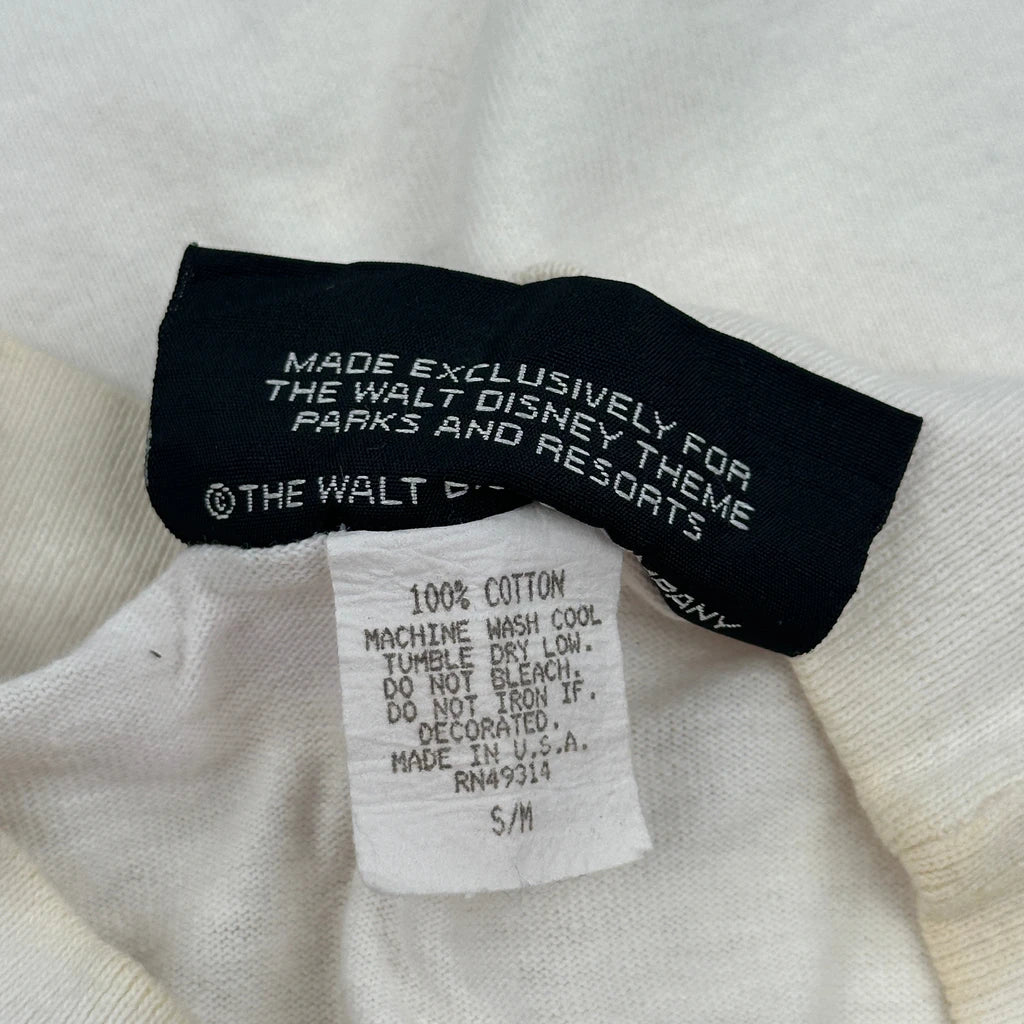 MADE EXCLUSIVELY FOR
THE WALT DISNEY THEME
PARKS AND RESORTS
©THE WALT
100% COTTON
MACHINE WASH COOL
TUMBLE DRY LOW.
DO NOT BLEACH.
DO NOT IRON IF.
DECORATED.
MADE IN U.S.A.
RN49314
S/M